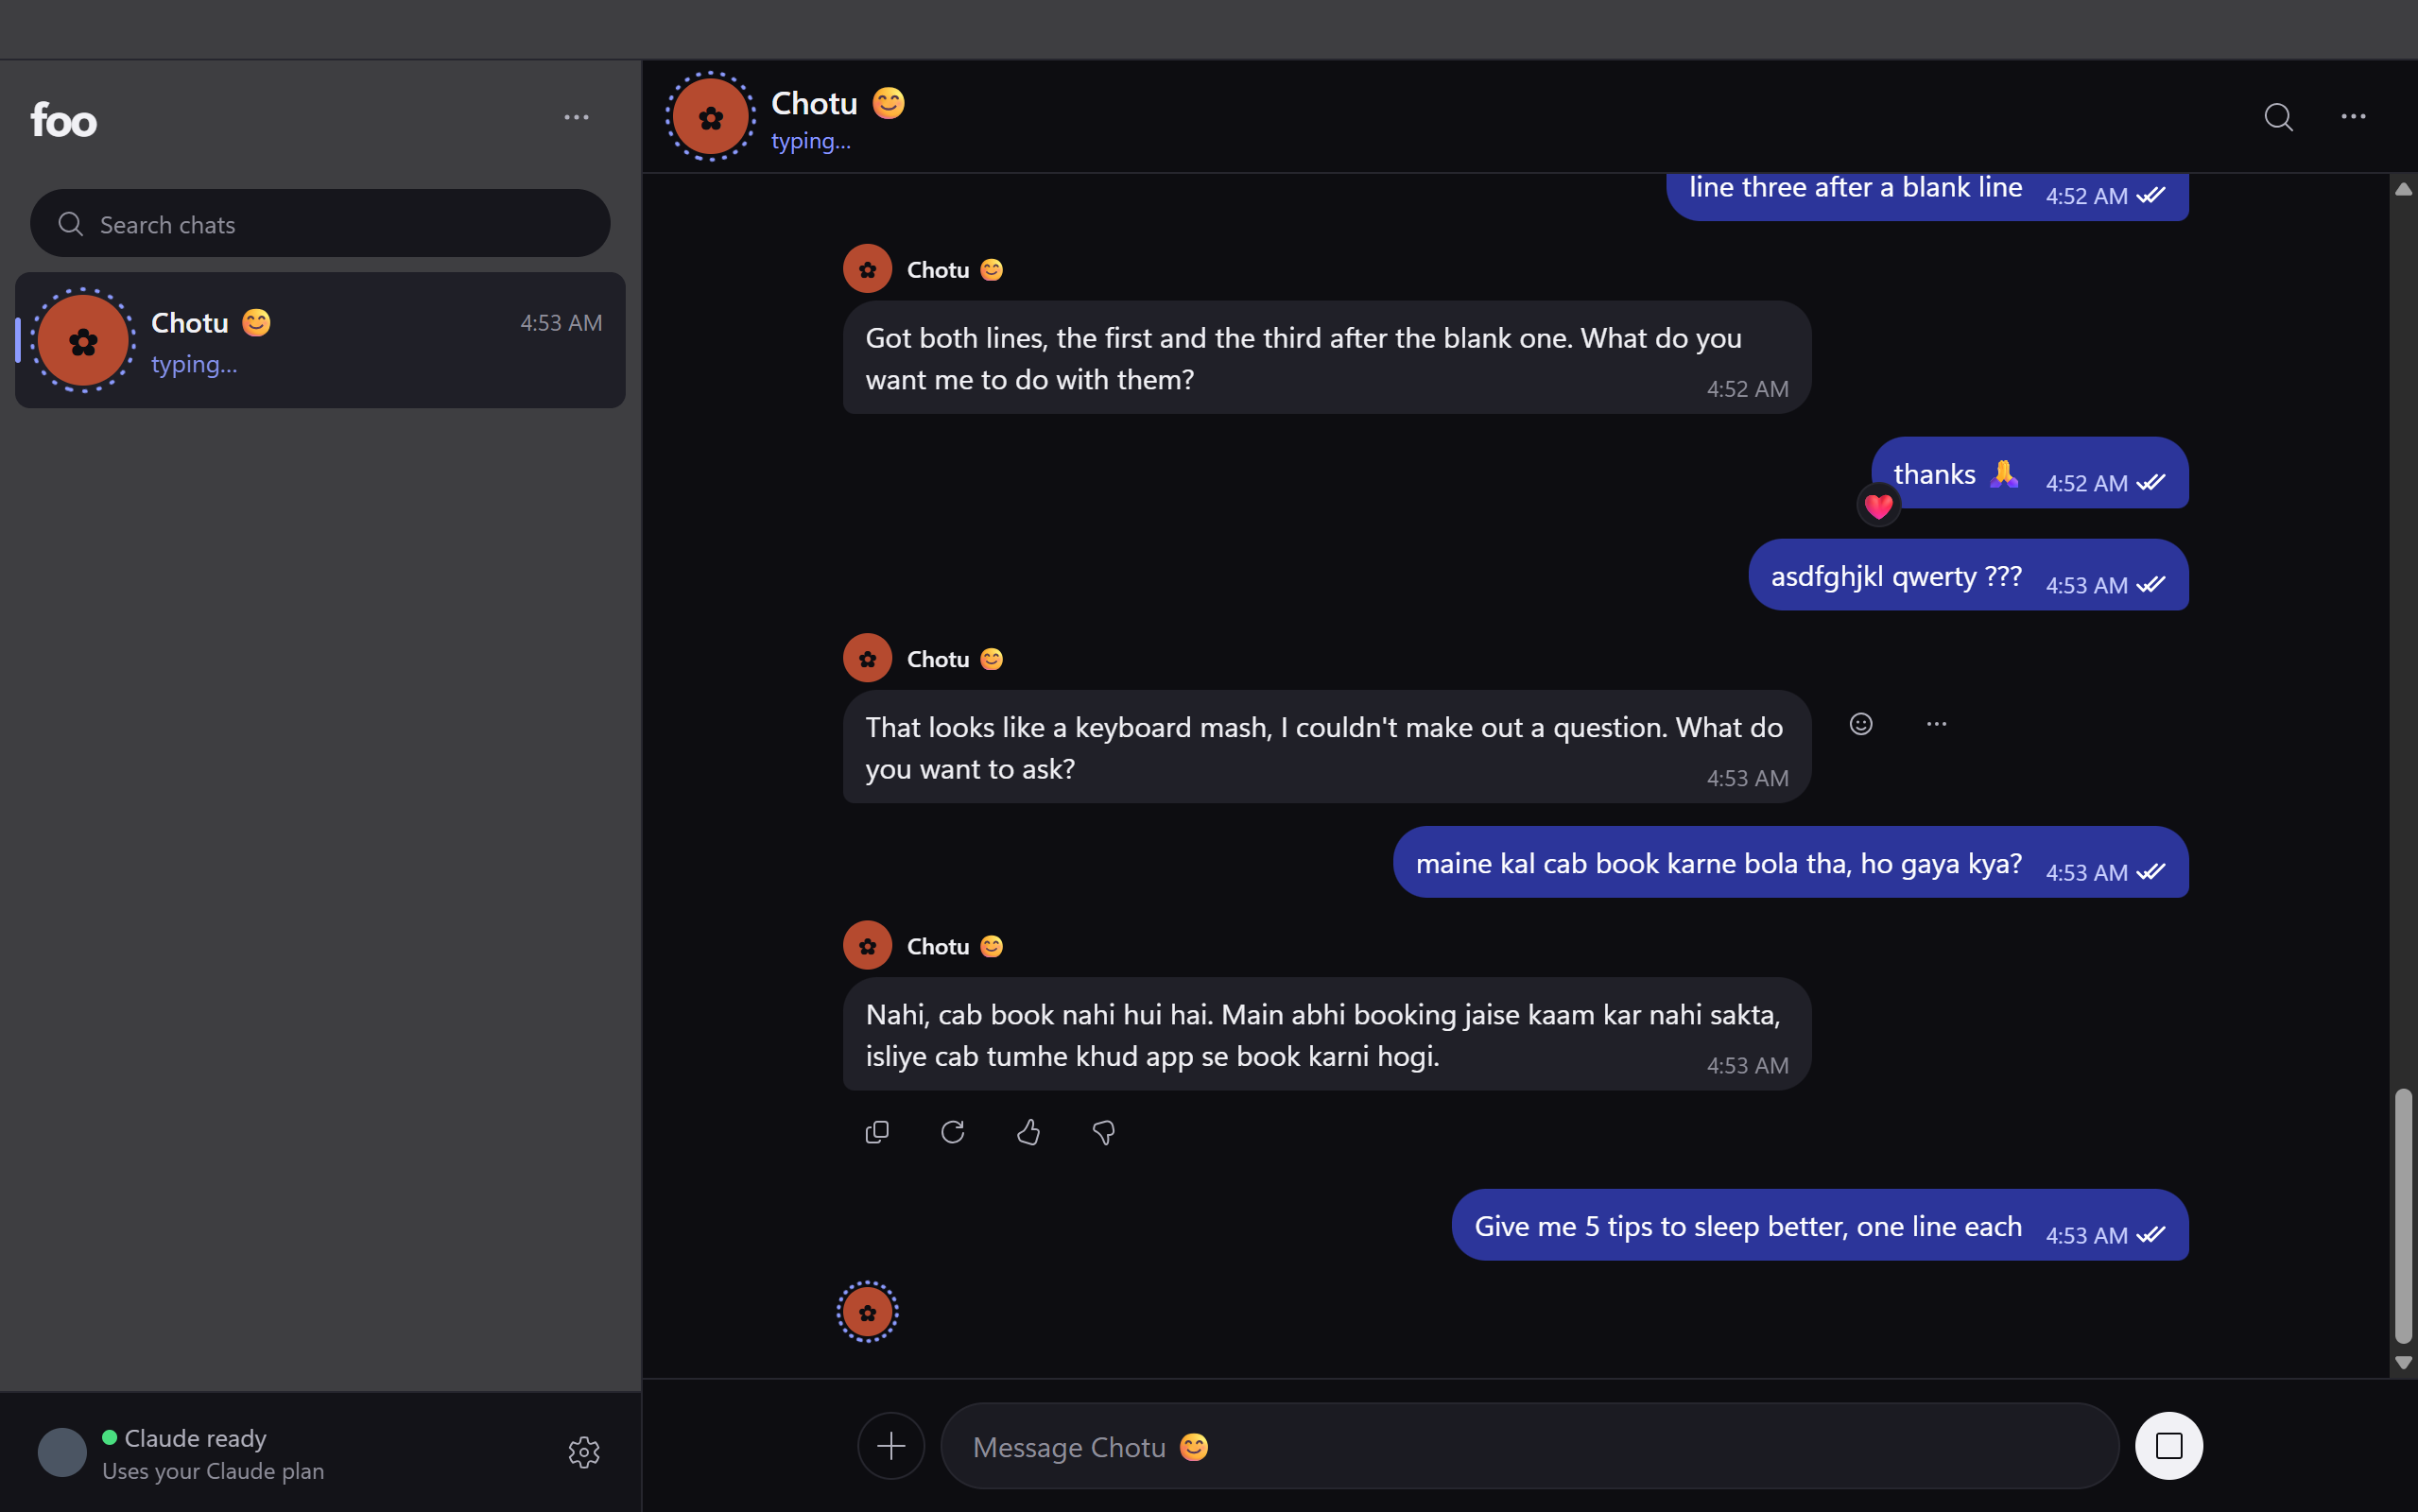 foo
Search chats
Chotu 😊
4:53 AM
typing...
Chotu 😊
typing...
line three after a blank line 4:52 AM
Chotu 😊
Got both lines, the first and the third after the blank one. What do you
want me to do with them?
4:52 AM
thanks 🙏 4:52 AM
❤️
asdfghjkl qwerty ??? 4:53 AM
Chotu 😊
That looks like a keyboard mash, I couldn't make out a question. What do
you want to ask?
4:53 AM
maine kal cab book karne bola tha, ho gaya kya? 4:53 AM
Chotu 😊
Nahi, cab book nahi hui hai. Main abhi booking jaise kaam kar nahi sakta,
isliye cab tumhe khud app se book karni hogi.
4:53 AM
Give me 5 tips to sleep better, one line each 4:53 AM
Claude ready
Uses your Claude plan
Message Chotu 😊